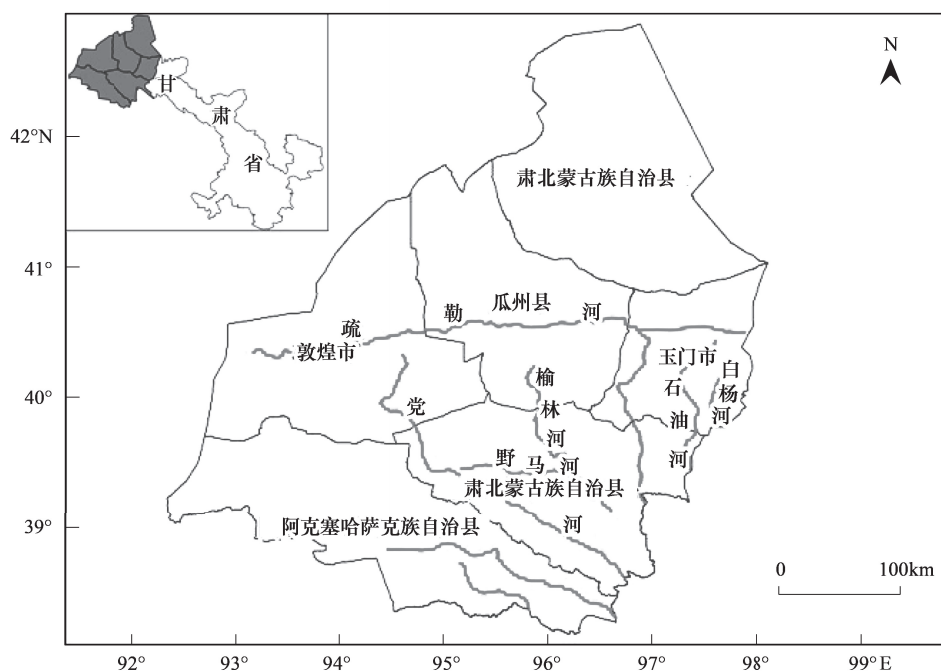 N
甘
肃
省
42°N
41°
40°
39°
肃北蒙古族自治县
瓜州县
疏勒河
敦煌市
玉门市
白杨河
石油河
榆林河
党河
野马河
肃北蒙古族自治县
阿克塞哈萨克族自治县
0 100km
92° 93° 94° 95° 96° 97° 98° 99°E